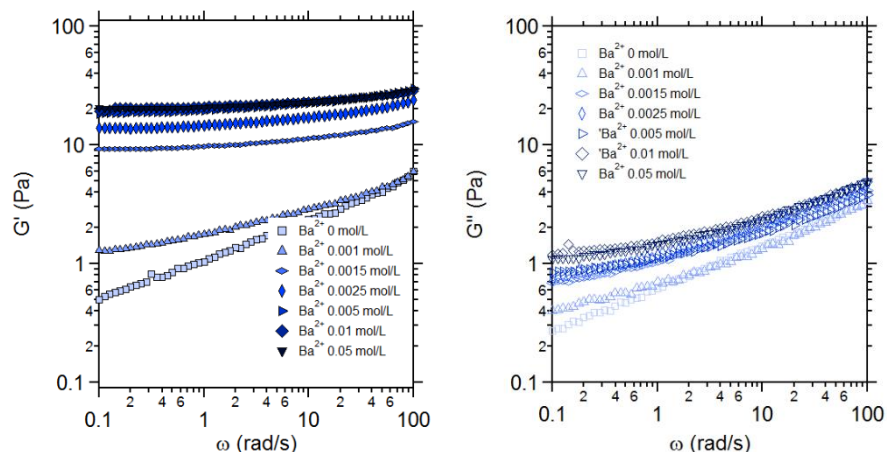 100
6
4
2
10
6
4
2
1
6
4
2
0.1
G' (Pa)
Ba2+ 0 mol/L
Ba2+ 0.001 mol/L
Ba2+ 0.0015 mol/L
Ba2+ 0.0025 mol/L
Ba2+ 0.005 mol/L
Ba2+ 0.01 mol/L
Ba2+ 0.05 mol/L
0.1 2 4 6 1 2 4 6 10 2 4 6 100
ω (rad/s)
100
6
4
2
10
6
4
2
1
6
4
2
0.1
G" (Pa)
Ba2+ 0 mol/L
Ba2+ 0.001 mol/L
Ba2+ 0.0015 mol/L
Ba2+ 0.0025 mol/L
'Ba2+ 0.005 mol/L
'Ba2+ 0.01 mol/L
Ba2+ 0.05 mol/L
0.1 2 4 6 1 2 4 6 10 2 4 6 100
ω (rad/s)